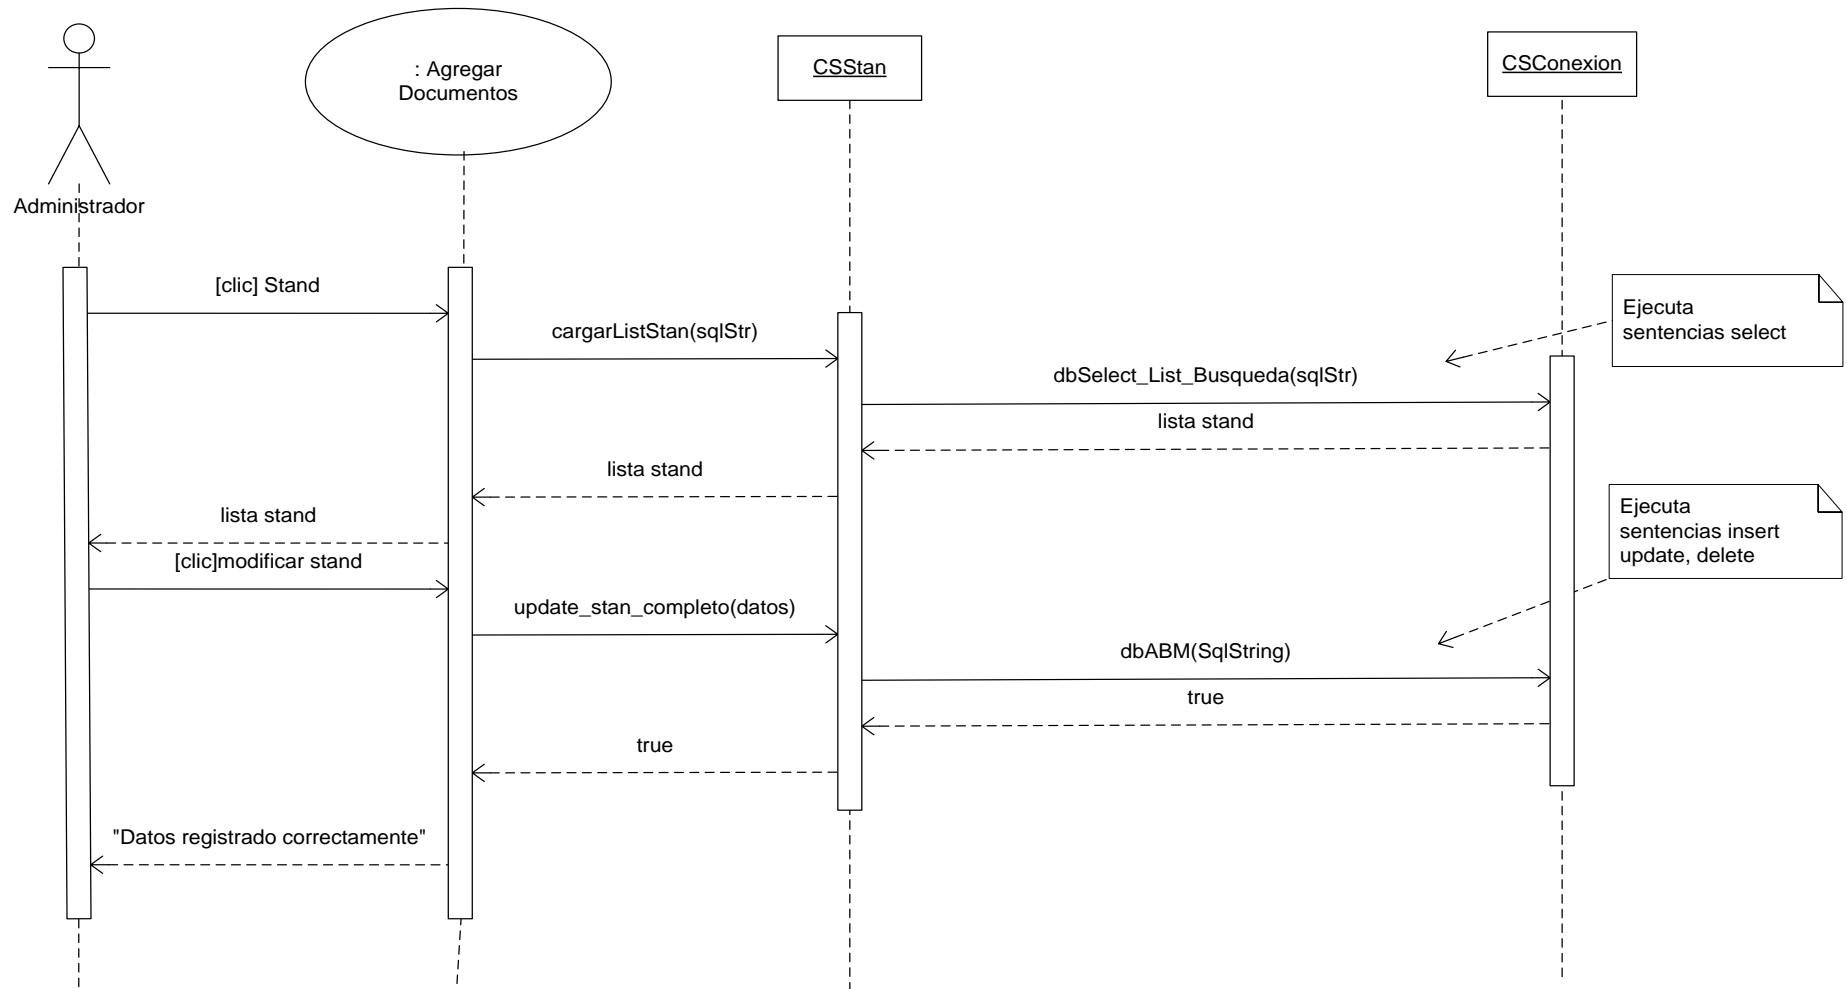 : Agregar
Documentos
CSStan
CSConexion
Administrador
[clic] Stand
cargarListStan(sqlStr)
Ejecuta
sentencias select
dbSelect_List_Busqueda(sqlStr)
lista stand
lista stand
lista stand
[clic]modificar stand
Ejecuta
sentencias insert
update, delete
update_stan_completo(datos)
dbABM(SqlString)
true
true
"Datos registrado correctamente"